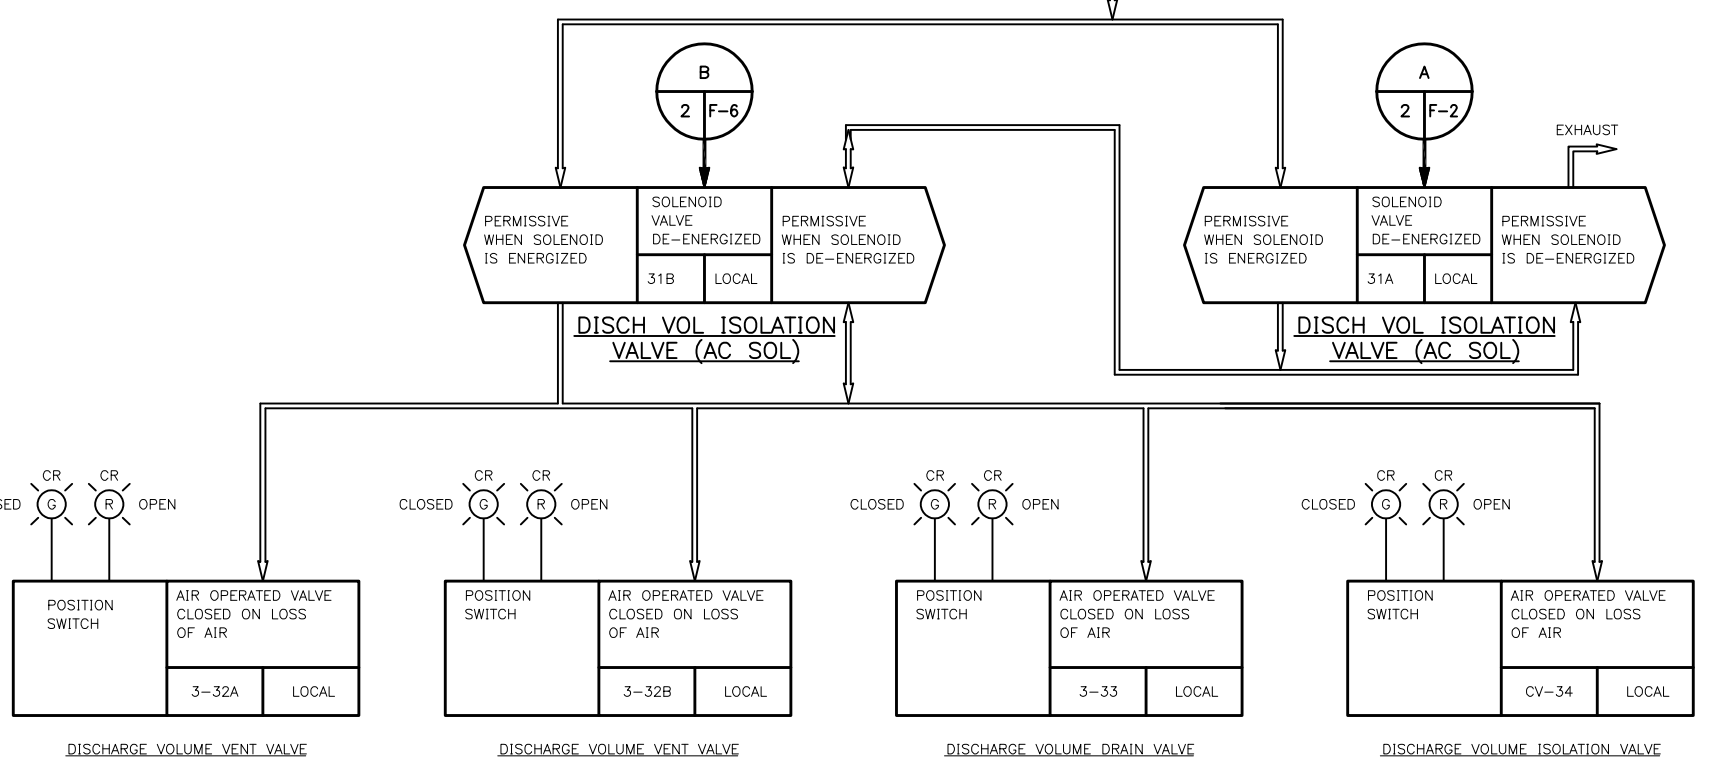 B
2 F-6
A
2 F-2
EXHAUST
PERMISSIVE
WHEN SOLENOID
IS ENERGIZED
SOLENOID
VALVE
DE-ENERGIZED
31B LOCAL
PERMISSIVE
WHEN SOLENOID
IS DE-ENERGIZED
DISCH VOL ISOLATION
VALVE (AC SOL)
PERMISSIVE
WHEN SOLENOID
IS ENERGIZED
SOLENOID
VALVE
DE-ENERGIZED
31A LOCAL
PERMISSIVE
WHEN SOLENOID
IS DE-ENERGIZED
DISCH VOL ISOLATION
VALVE (AC SOL)
CR CR
SED G R OPEN
POSITION
SWITCH
AIR OPERATED VALVE
CLOSED ON LOSS
OF AIR
3-32A LOCAL
DISCHARGE VOLUME VENT VALVE
CR CR
CLOSED G R OPEN
POSITION
SWITCH
AIR OPERATED VALVE
CLOSED ON LOSS
OF AIR
3-32B LOCAL
DISCHARGE VOLUME VENT VALVE
CR CR
CLOSED G R OPEN
POSITION
SWITCH
AIR OPERATED VALVE
CLOSED ON LOSS
OF AIR
3-33 LOCAL
DISCHARGE VOLUME DRAIN VALVE
CR CR
CLOSED G R OPEN
POSITION
SWITCH
AIR OPERATED VALVE
CLOSED ON LOSS
OF AIR
CV-34 LOCAL
DISCHARGE VOLUME ISOLATION VALVE